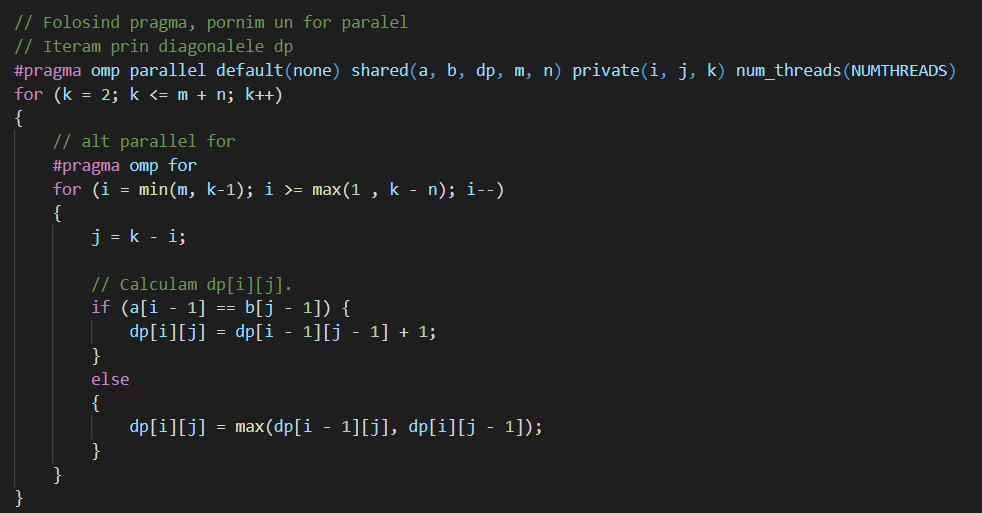 // Folosind pragma, pornim un for paralel
// Iteram prin diagonalele dp
#pragma omp parallel default(none) shared(a, b, dp, m, n) private(i, j, k) num_threads(NUMTHREADS)
for (k = 2; k <= m + n; k++)
{
    // alt parallel for
    #pragma omp for
    for (i = min(m, k-1); i >= max(1 , k - n); i--)
    {
        j = k - i;

        // Calculam dp[i][j].
        if (a[i - 1] == b[j - 1]) {
            dp[i][j] = dp[i - 1][j - 1] + 1;
        }
        else
        {
            dp[i][j] = max(dp[i - 1][j], dp[i][j - 1]);
        }
    }
}